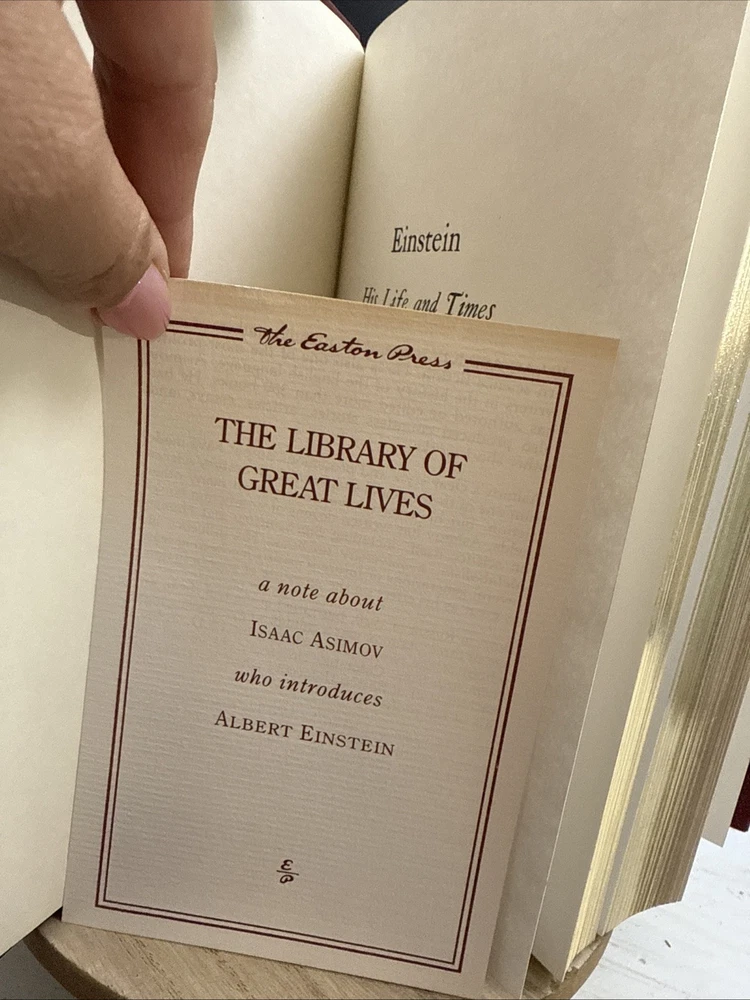 Einstein
His Life and Times
the Easton Press
THE LIBRARY OF
GREAT LIVES
a note about
ISAAC ASIMOV
who introduces
ALBERT EINSTEIN
E
P